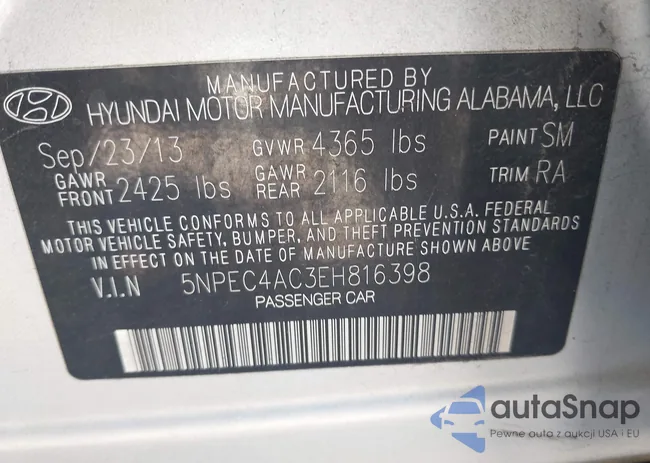 MANUFACTURED BY
HYUNDAI MOTOR MANUFACTURING ALABAMA, LLC
Sep/23/13 GVWR 4365 lbs PAINT SM
GAWR FRONT 2425 lbs GAWR REAR 2116 lbs TRIM RA
THIS VEHICLE CONFORMS TO ALL APPLICABLE U.S.A. FEDERAL
MOTOR VEHICLE SAFETY, BUMPER, AND THEFT PREVENTION STANDARDS
IN EFFECT ON THE DATE OF MANUFACTURE SHOWN ABOVE
V.I.N 5NPEC4AC3EH816398
PASSENGER CAR
autoSnap
Pewne auta z aukcji USA i EU